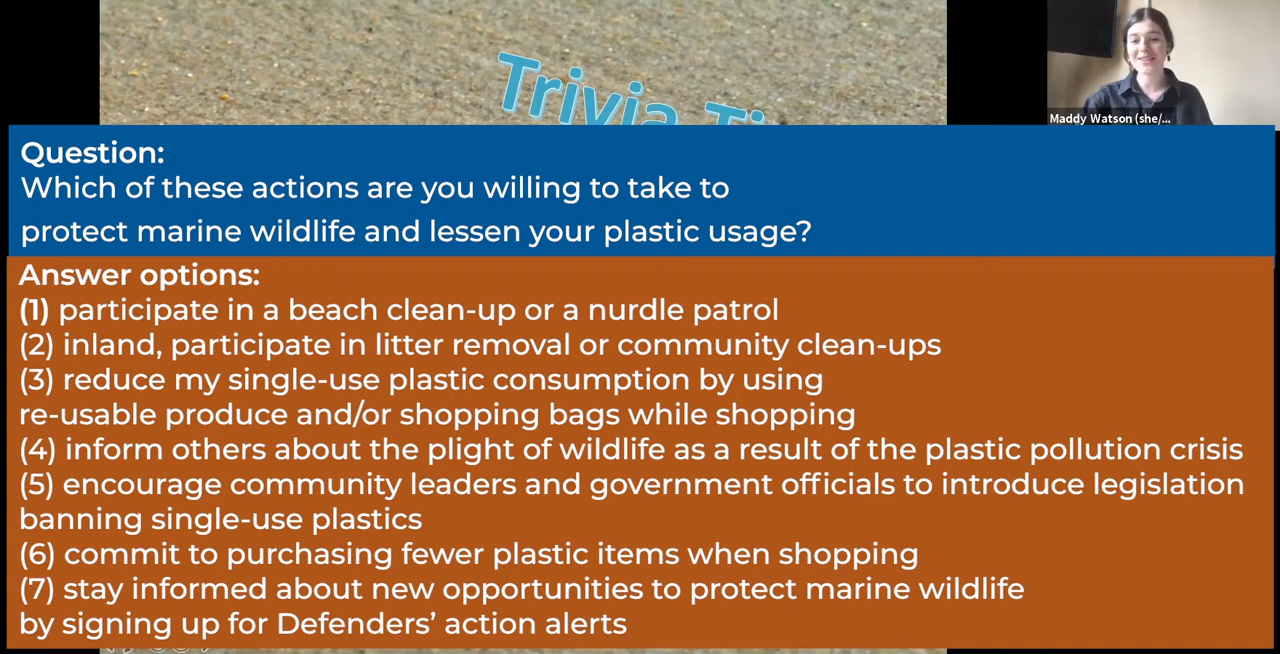 Trivia Ti
Maddy Watson (she/...
Question:
Which of these actions are you willing to take to
protect marine wildlife and lessen your plastic usage?
Answer options:
(1) participate in a beach clean-up or a nurdle patrol
(2) inland, participate in litter removal or community clean-ups
(3) reduce my single-use plastic consumption by using
re-usable produce and/or shopping bags while shopping
(4) inform others about the plight of wildlife as a result of the plastic pollution crisis
(5) encourage community leaders and government officials to introduce legislation
banning single-use plastics
(6) commit to purchasing fewer plastic items when shopping
(7) stay informed about new opportunities to protect marine wildlife
by signing up for Defenders’ action alerts